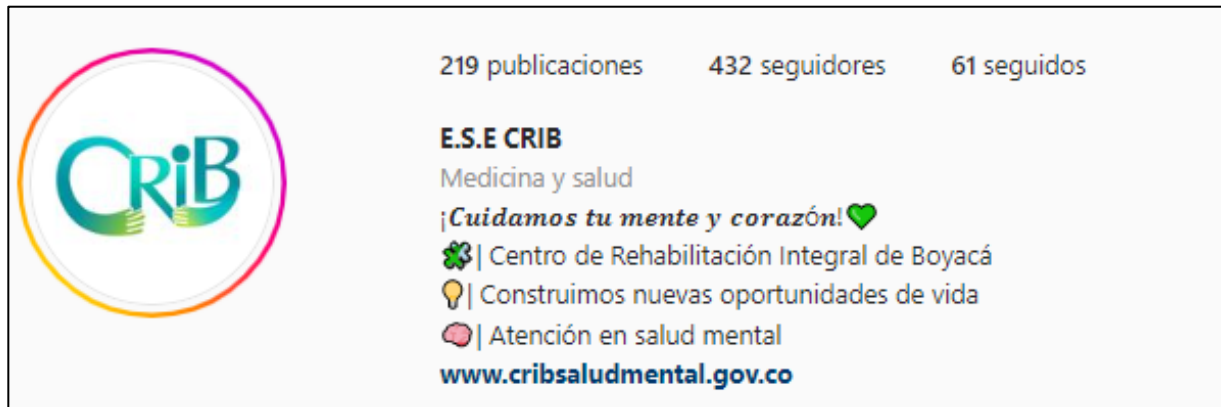 219 publicaciones 432 seguidores 61 seguidos
CRiB
E.S.E CRIB
Medicina y salud
¡𝑪𝒖𝒊𝒅𝒂𝒎𝒐𝒔 𝒕𝒖 𝒎𝒆𝒏𝒕𝒆 𝒚 𝒄𝒐𝒓𝒂𝒛ó𝒏!💚
🧩| Centro de Rehabilitación Integral de Boyacá
💡| Construimos nuevas oportunidades de vida
🧠| Atención en salud mental
www.cribsaludmental.gov.co